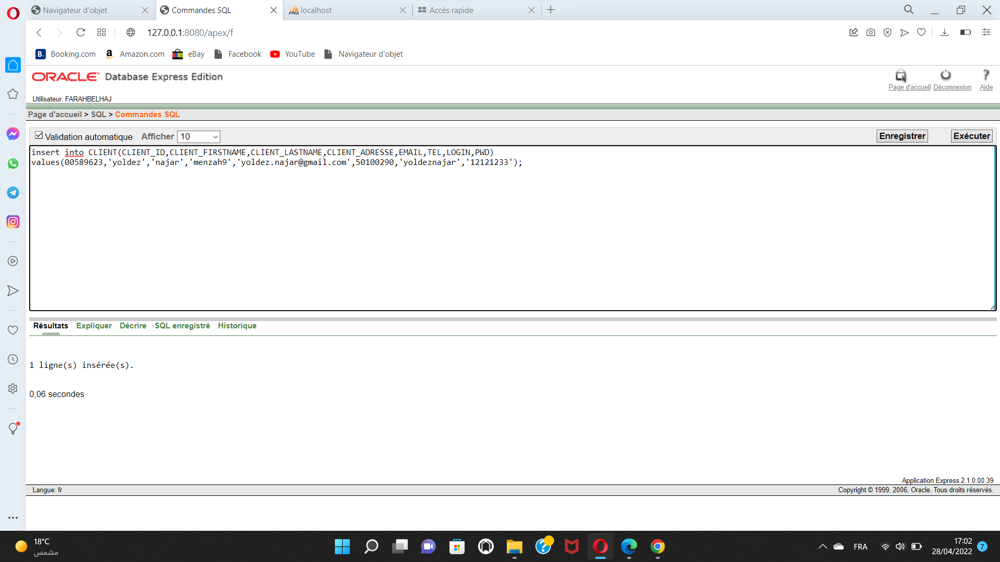 Navigateur d'objet
Commandes SQL
PMA localhost
Accès rapide
127.0.0.1:8080/apex/f
B. Booking.com
a Amazon.com
eBay
Facebook
YouTube
Navigateur d'objet
ORACLE Database Express Edition
Page d'accueil
Déconnexion
? Aide
Utilisateur: FARAHBELHAJ
Page d'accueil > SQL > Commandes SQL
Validation automatique Afficher 10
Enregistrer
Exécuter
insert into CLIENT(CLIENT_ID,CLIENT_FIRSTNAME,CLIENT_LASTNAME,CLIENT_ADRESSE,EMAIL,TEL,LOGIN,PWD)
values(00589623,'yoldez','najar','menzah9','yoldez.najar@gmail.com',50100290,'yoldeznajar','12121233');
Résultats Expliquer Décrire SQL enregistré Historique
1 ligne(s) insérée(s).
0,06 secondes
Application Express 2.1.0.00.39
Langue: fr
Copyright © 1999, 2006, Oracle. Tous droits réservés.
18°C
مشمس
FRA
17:02
28/04/2022
7